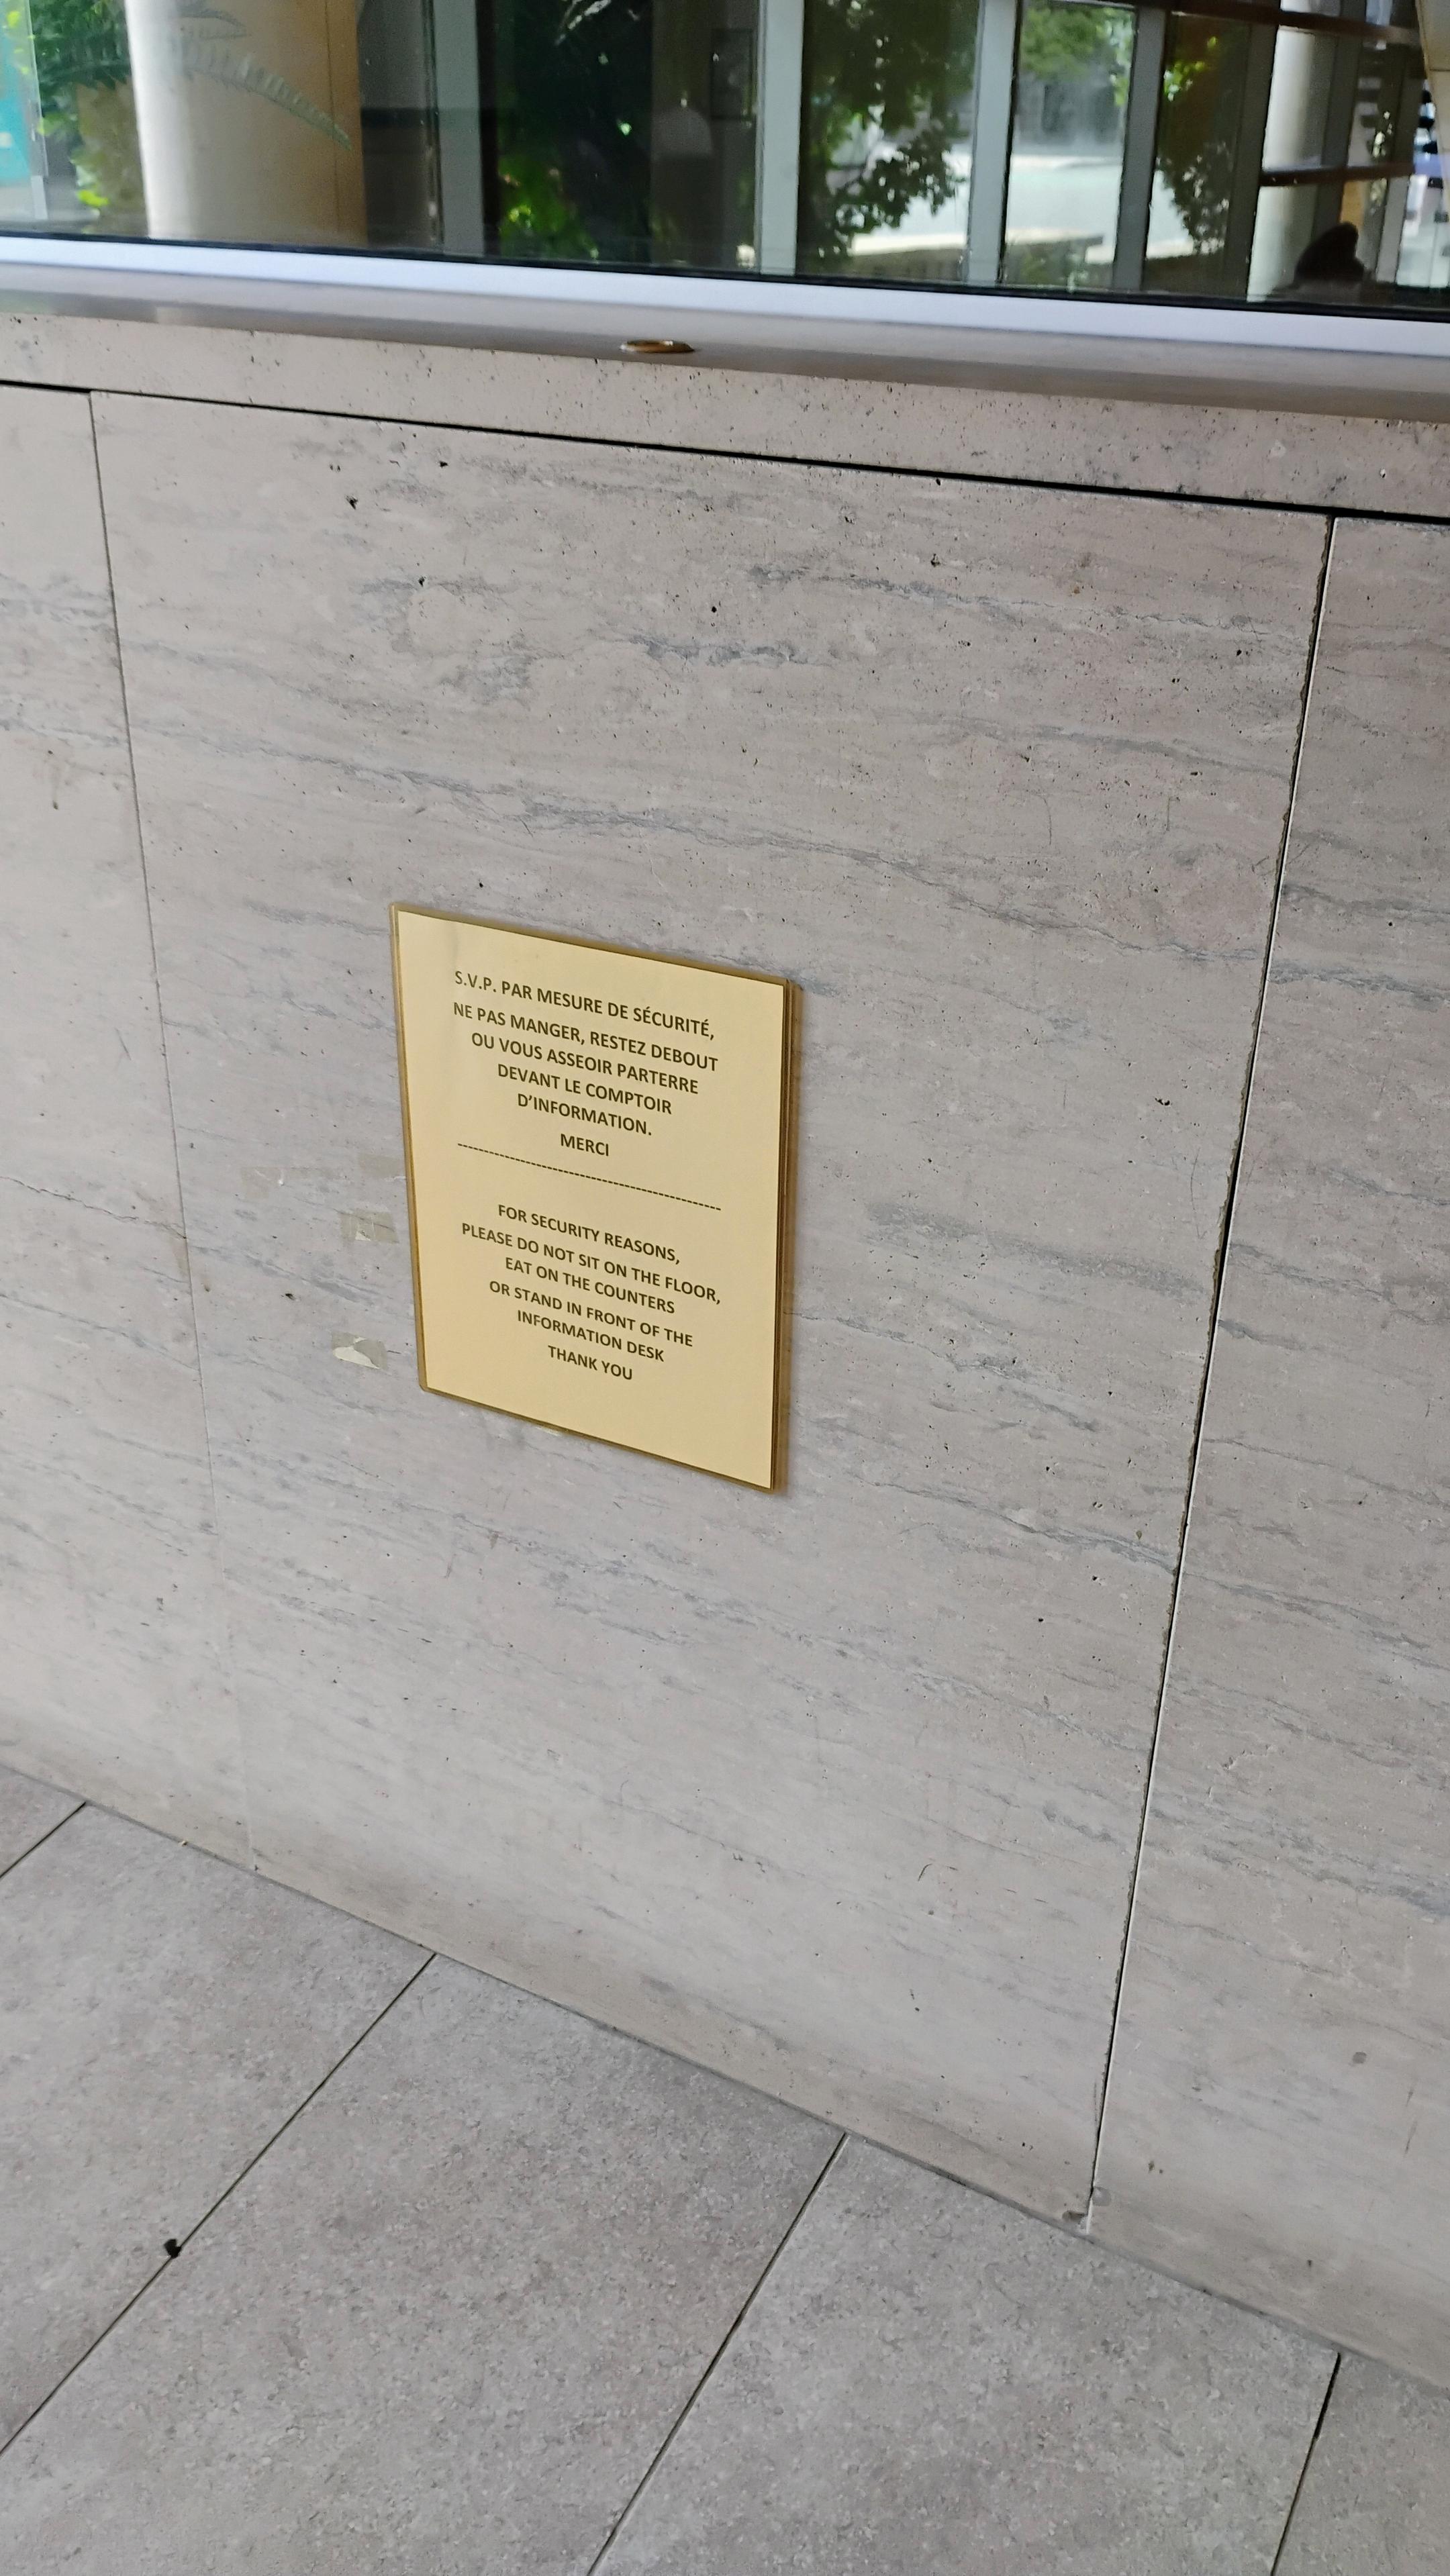 S.V.P. PAR MESURE DE SÉCURITÉ,
NE PAS MANGER, RESTEZ DEBOUT
OU VOUS ASSEOIR PARTERRE
DEVANT LE COMPTOIR
D'INFORMATION.
MERCI
----------------------------------------------------
FOR SECURITY REASONS,
PLEASE DO NOT SIT ON THE FLOOR,
EAT ON THE COUNTERS
OR STAND IN FRONT OF THE
INFORMATION DESK
THANK YOU